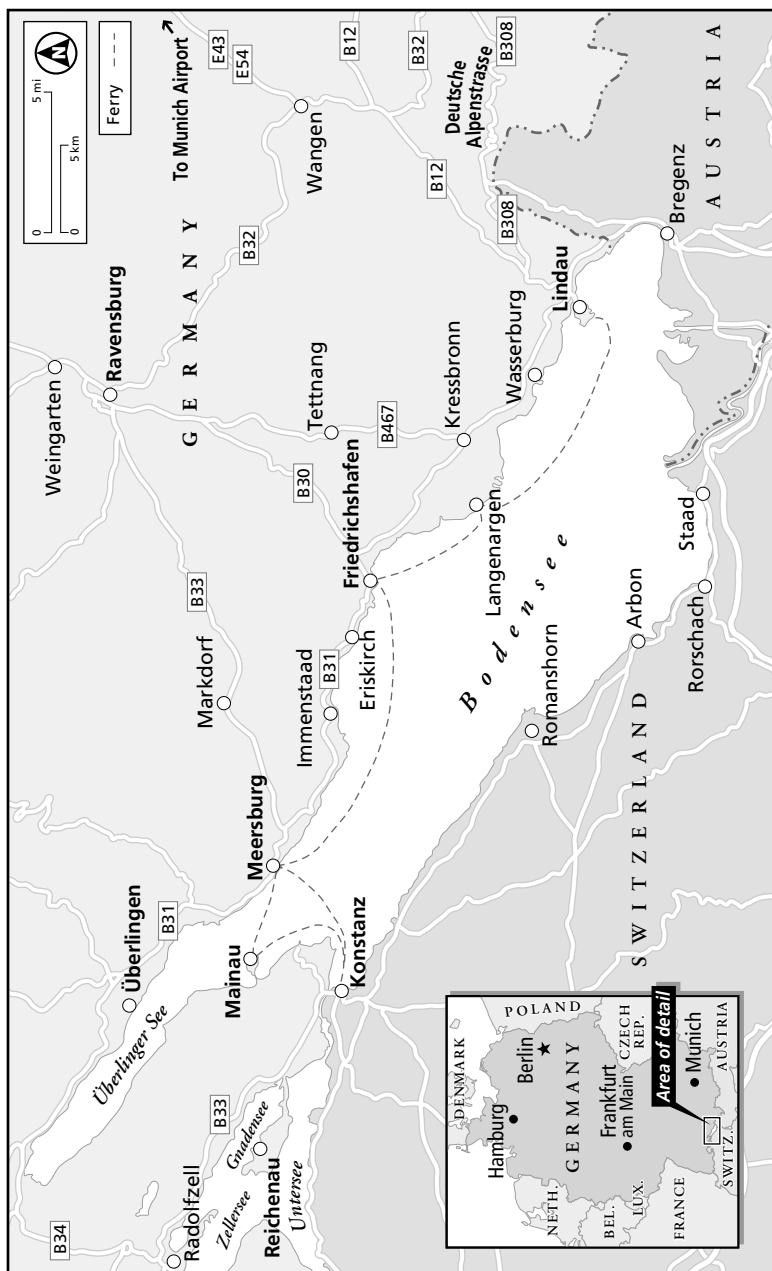 0
5 mi
0
5 km
N
Ferry
To Munich Airport
E43
E54
B12
B32
B308
Deutsche
Alpenstrasse
GERMANY
Wangen
B32
B12
B308
AUSTRIA
Bregenz
Weingarten
Ravensburg
Tettnang
B467
Kressbronn
Wasserburg
Lindau
B30
Friedrichshafen
Langenargen
B33
Markdorf
Immenstaad
B31
Eriskirch
Bodensee
Staad
Rorschach
Arbon
Romanshorn
SWITZERLAND
Meersburg
B31
Überlingen
Überlinger See
Mainau
Konstanz
B34
Radolfzell
B33
Gnadensee
Zellersee
Reichenau
Untersee
DENMARK
POLAND
Hamburg
Berlin
NETH.
GERMANY
BEL.
LUX.
Frankfurt
am Main
CZECH
REP.
FRANCE
Area of detail
Munich
SWITZ.
AUSTRIA